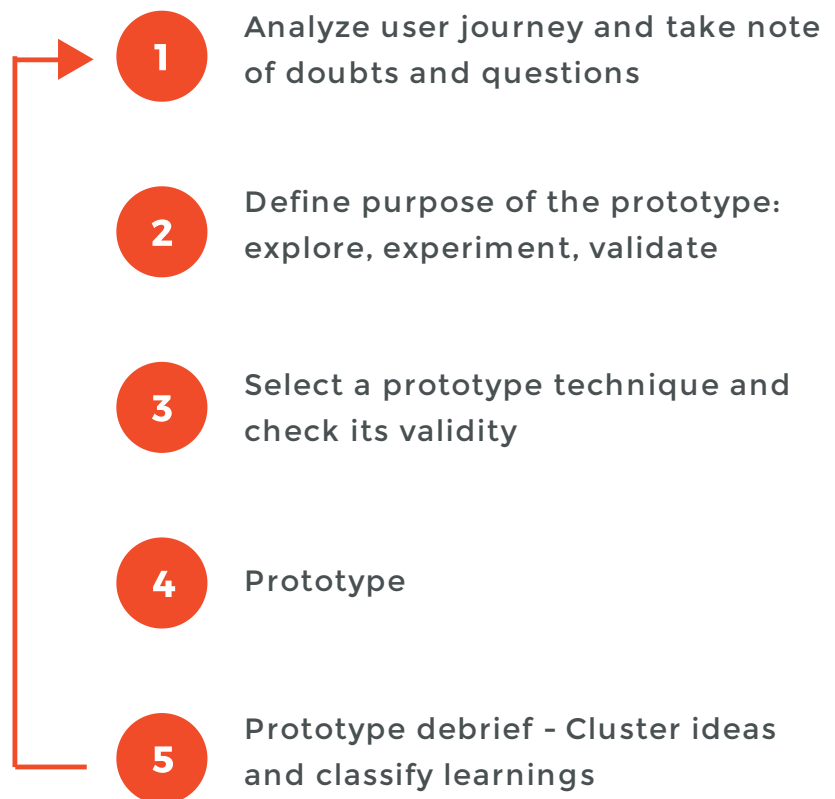 1
Analyze user journey and take note
of doubts and questions
2
Define purpose of the prototype:
explore, experiment, validate
3
Select a prototype technique and
check its validity
4
Prototype
5
Prototype debrief - Cluster ideas
and classify learnings